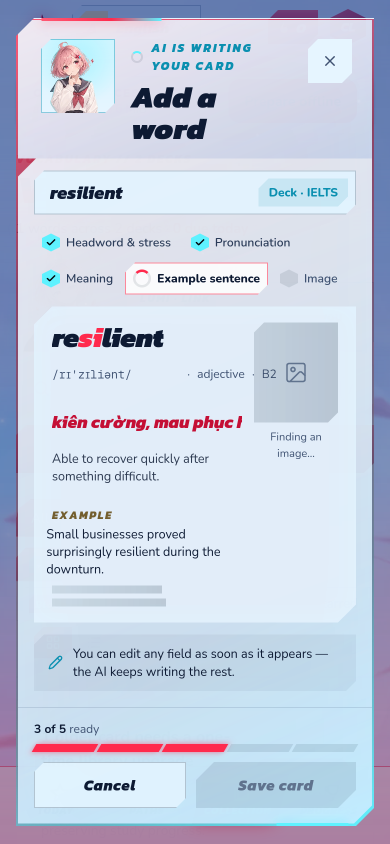 AI IS WRITING
YOUR CARD
Add a
word
resilient
Deck · IELTS
Headword & stress
Pronunciation
Meaning
Example sentence
Image
resilient
/rɪˈzɪliənt/ · adjective · B2
kiên cường, mau phục
Finding an
image...
Able to recover quickly after
something difficult.
EXAMPLE
Small businesses proved
surprisingly resilient during the
downturn.
You can edit any field as soon as it appears —
the AI keeps writing the rest.
3 of 5 ready
Cancel
Save card